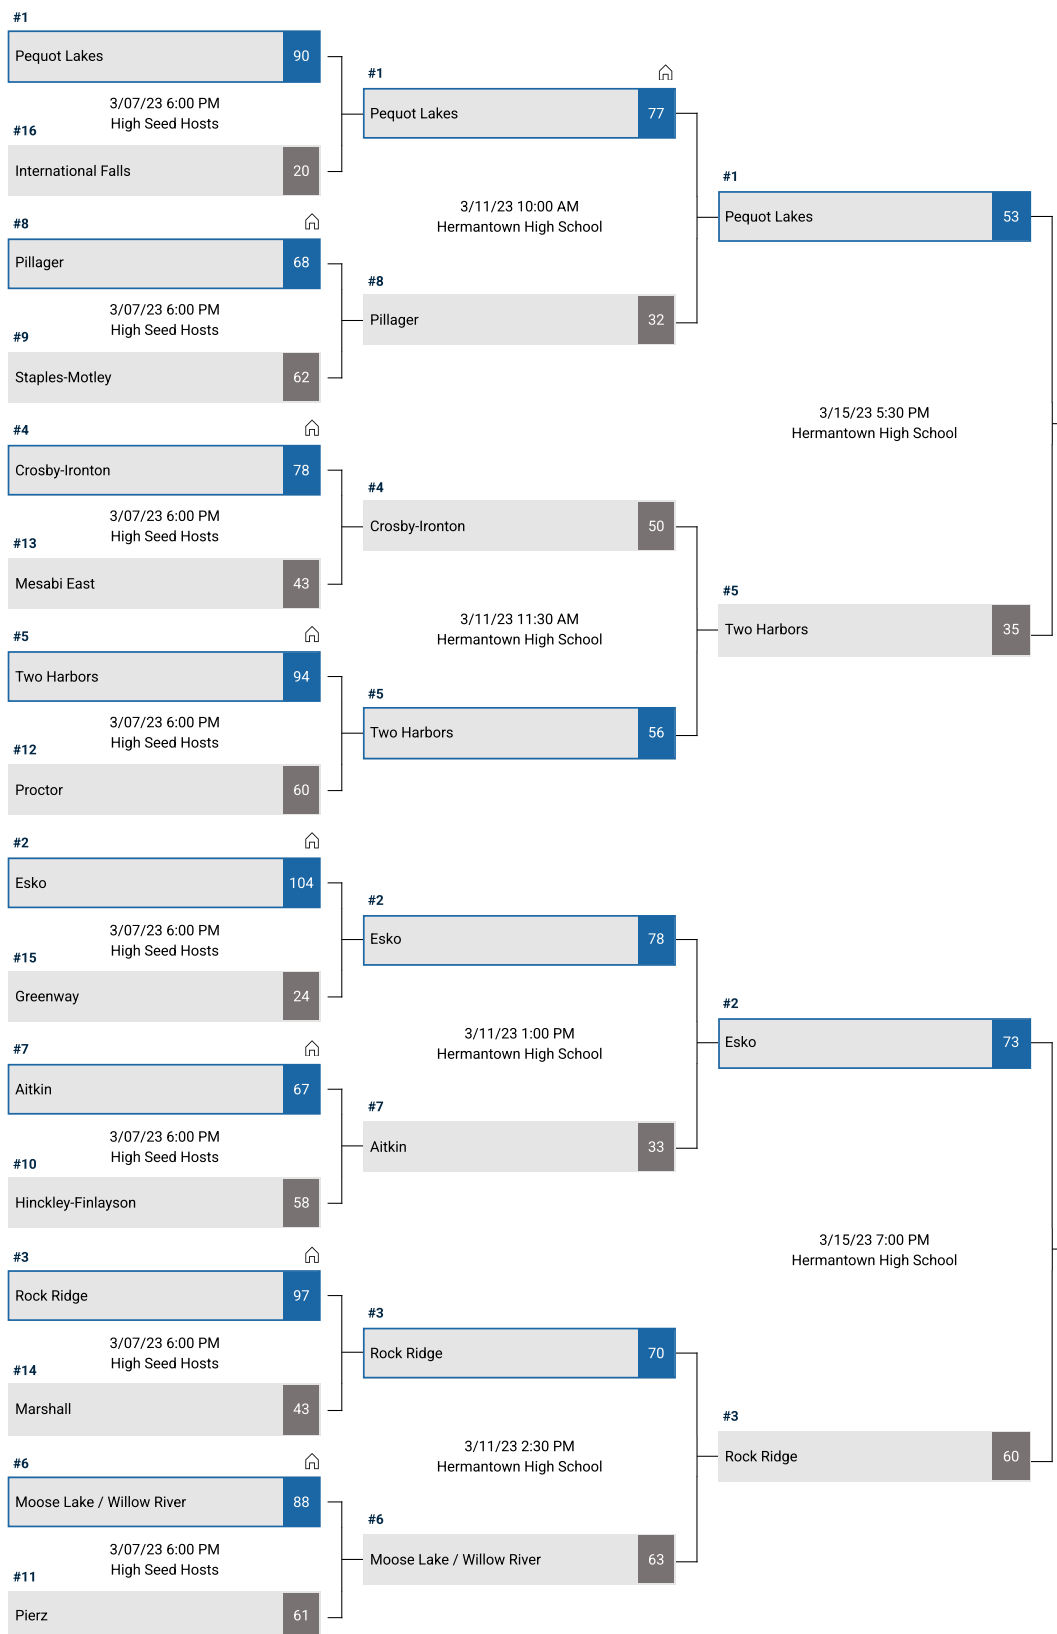 #1
Pequot Lakes 90
3/07/23 6:00 PM
High Seed Hosts
#16
International Falls 20
#8
Pillager 68
3/07/23 6:00 PM
High Seed Hosts
#9
Staples-Motley 62
#4
Crosby-Ironton 78
3/07/23 6:00 PM
High Seed Hosts
#13
Mesabi East 43
#5
Two Harbors 94
3/07/23 6:00 PM
High Seed Hosts
#12
Proctor 60
#2
Esko 104
3/07/23 6:00 PM
High Seed Hosts
#15
Greenway 24
#7
Aitkin 67
3/07/23 6:00 PM
High Seed Hosts
#10
Hinckley-Finlayson 58
#3
Rock Ridge 97
3/07/23 6:00 PM
High Seed Hosts
#14
Marshall 43
#6
Moose Lake / Willow River 88
3/07/23 6:00 PM
High Seed Hosts
#11
Pierz 61
#1
Pequot Lakes 77
3/11/23 10:00 AM
Hermantown High School
#8
Pillager 32
#4
Crosby-Ironton 50
3/11/23 11:30 AM
Hermantown High School
#5
Two Harbors 56
#2
Esko 78
3/11/23 1:00 PM
Hermantown High School
#7
Aitkin 33
#3
Rock Ridge 70
3/11/23 2:30 PM
Hermantown High School
#6
Moose Lake / Willow River 63
#1
Pequot Lakes 53
3/15/23 5:30 PM
Hermantown High School
#5
Two Harbors 35
#2
Esko 73
3/15/23 7:00 PM
Hermantown High School
#3
Rock Ridge 60